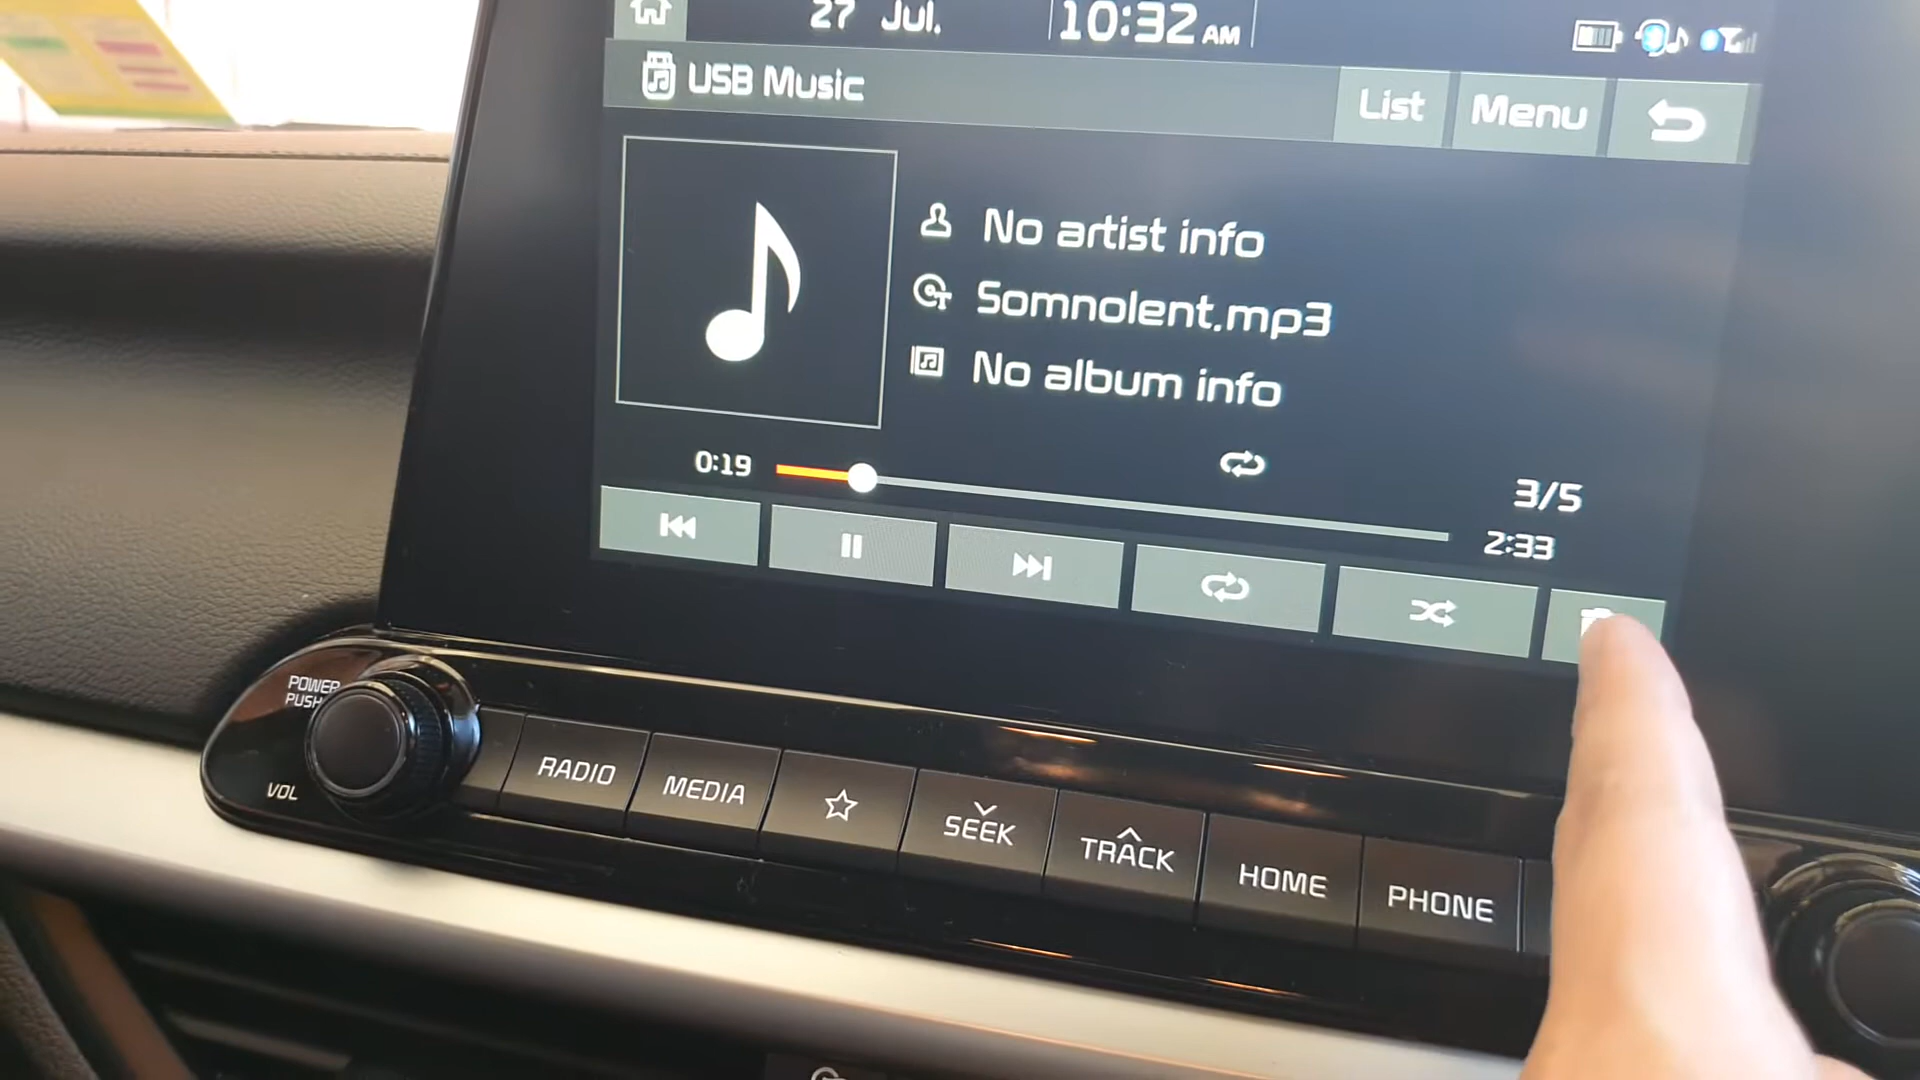 27 Jul.
10:32 AM
USB Music
List
Menu
No artist info
Somnolent.mp3
No album info
0:19
3/5
2:33
POWER
PUSH
VOL
RADIO
MEDIA
SEEK
TRACK
HOME
PHONE